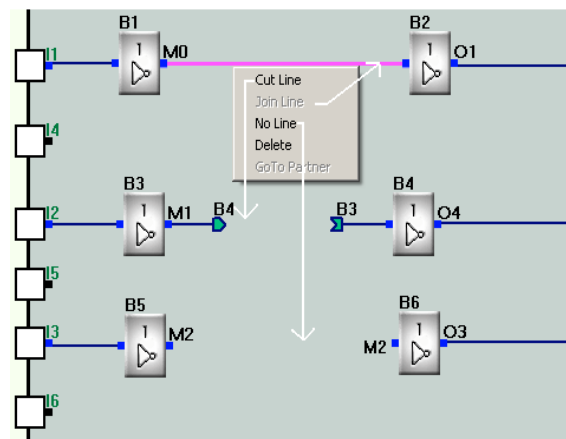 B1
B2
I1
1
M0
1
O1
Cut Line
Join Line
I4
No Line
Delete
GoTo Partner
B3
B4
B3
B4
I2
1
M1
1
O4
I5
B5
B6
I3
1
M2
M2
1
O3
I6